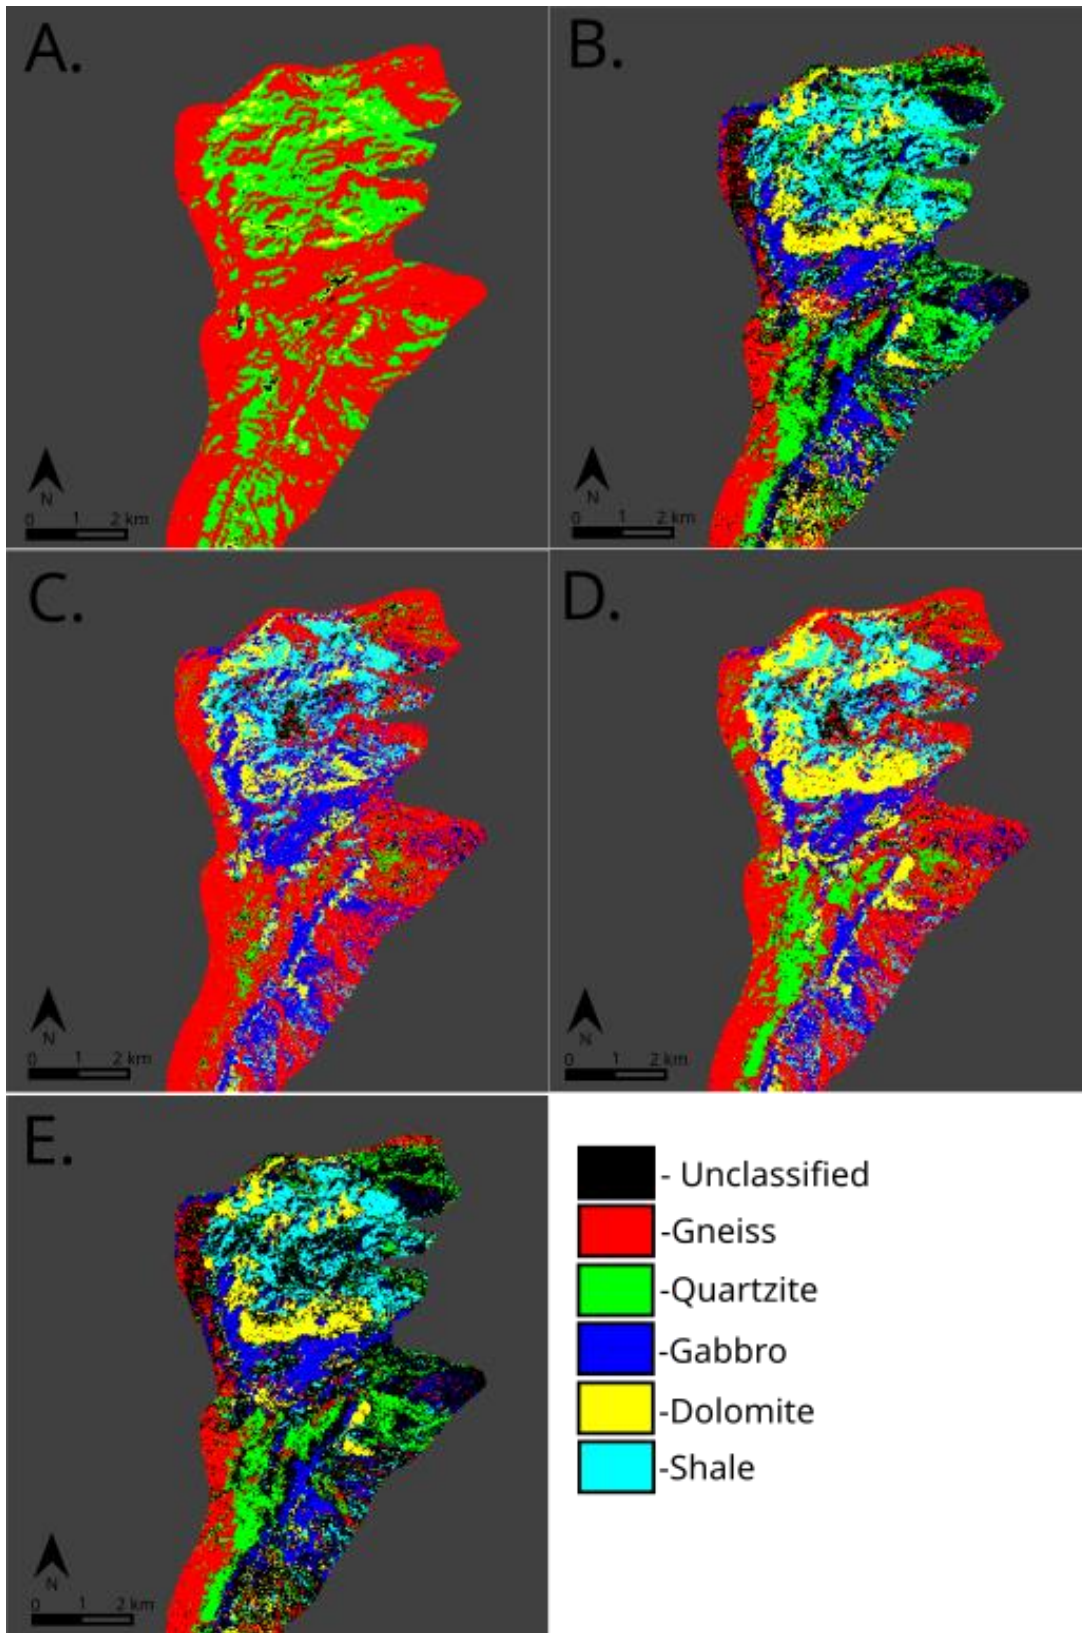 A.
B.
N
0 1 2 km
N
0 1 2 km
C.
D.
N
0 1 2 km
N
0 1 2 km
E.
- Unclassified
-Gneiss
-Quartzite
-Gabbro
-Dolomite
-Shale
N
0 1 2 km